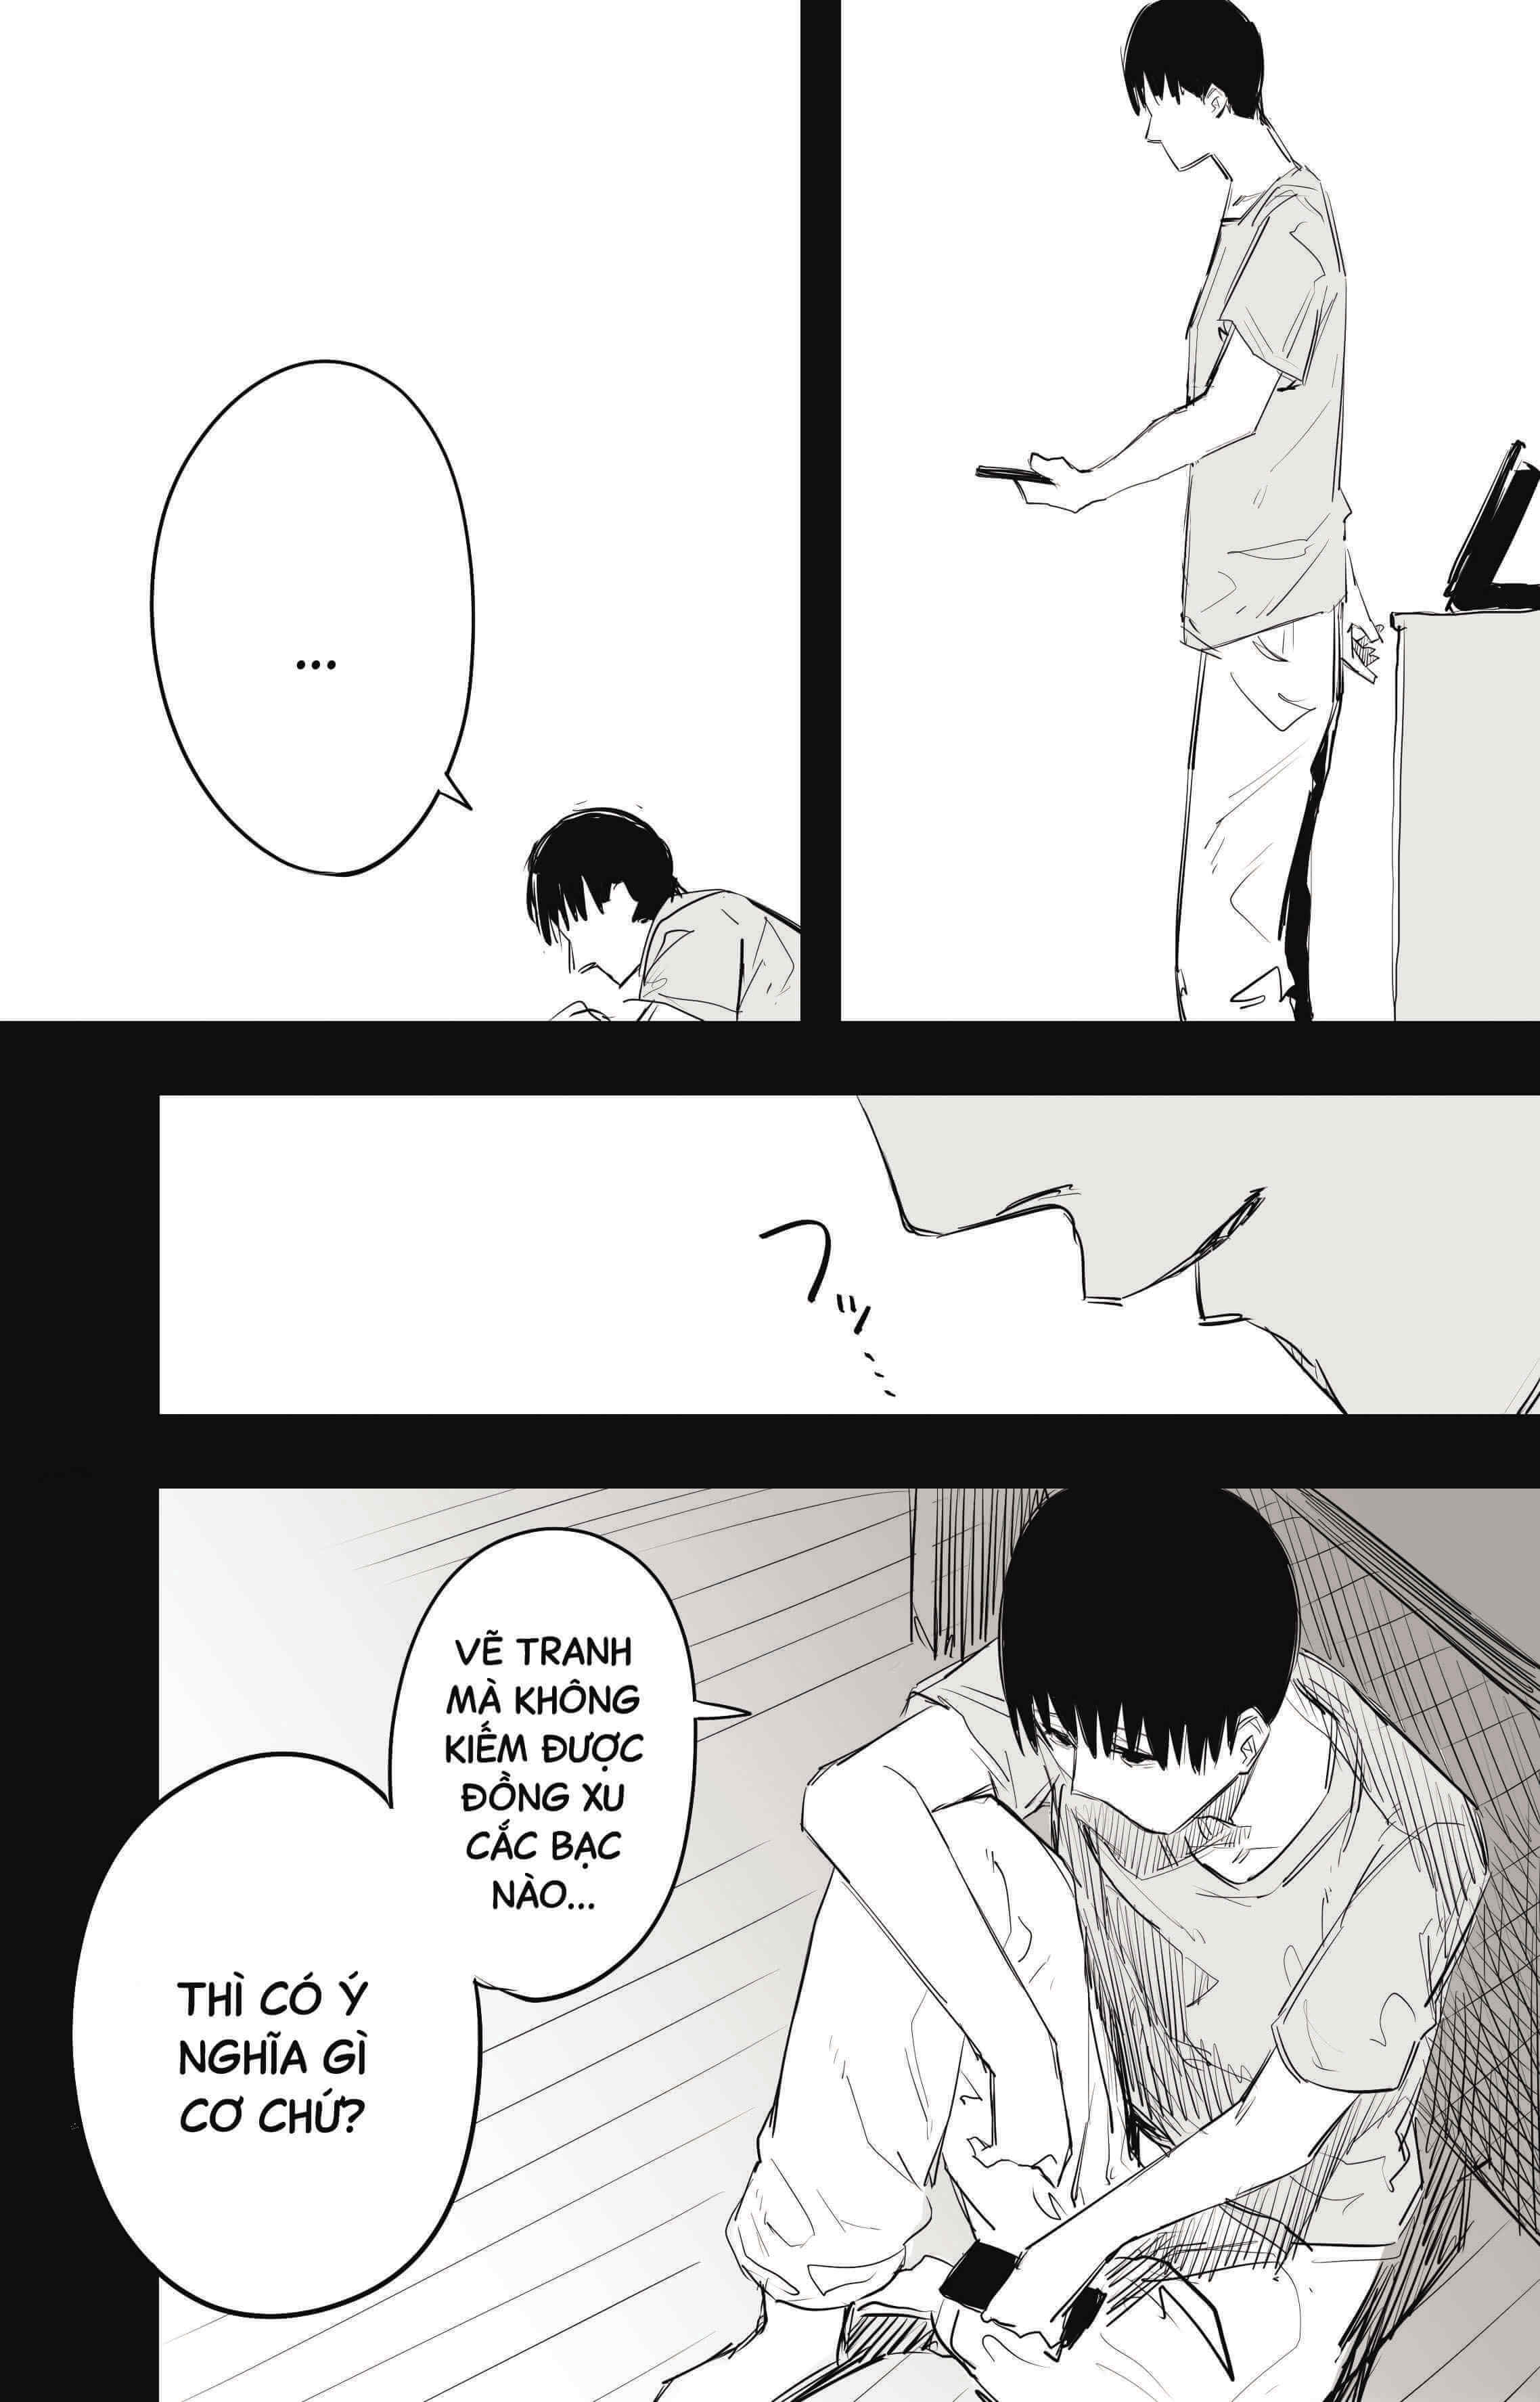 ...
フッ...
VẼ TRANH
MÀ KHÔNG
KIẾM ĐƯỢC
ĐỒNG XU
CẮC BẠC
NÀO...
THÌ CÓ Ý
NGHĨA GÌ
CƠ CHỨ?